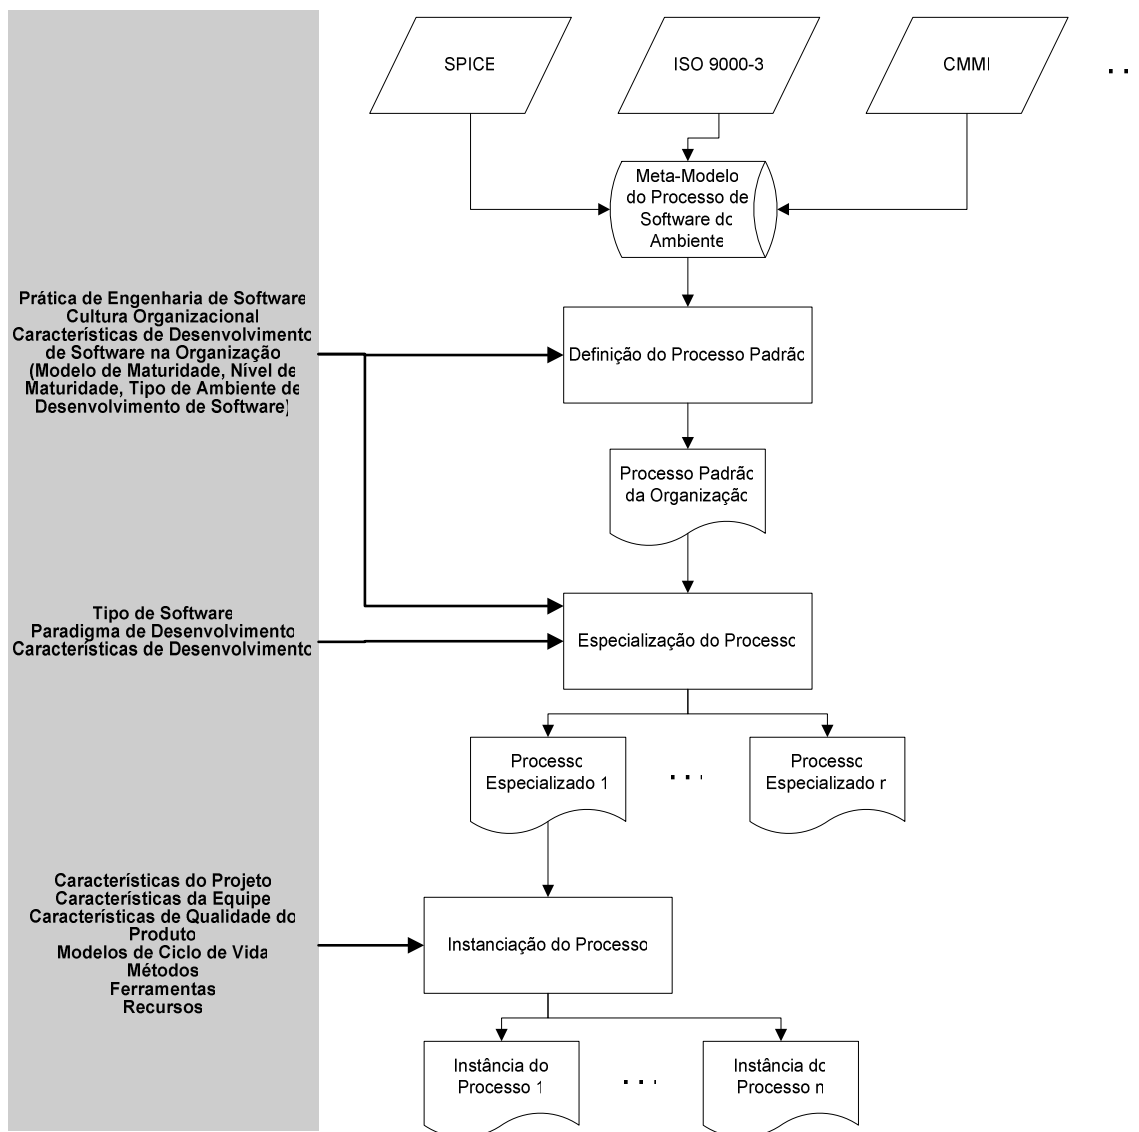 SPICE
ISO 9000-3
CMMI
. .
Meta-Modelo
do Processo de
Software do
Ambiente
Prática de Engenharia de Software
Cultura Organizacional
Características de Desenvolvimento
de Software na Organização
(Modelo de Maturidade, Nível de
Maturidade, Tipo de Ambiente de
Desenvolvimento de Software)
Definição do Processo Padrão
Processo Padrão
da Organização
Tipo de Software
Paradigma de Desenvolvimento
Características de Desenvolvimento
Especialização do Processo
Processo
Especializado 1
. . .
Processo
Especializado n
Características do Projeto
Características da Equipe
Características de Qualidade do
Produto
Modelos de Ciclo de Vida
Métodos
Ferramentas
Recursos
Instanciação do Processo
Instância do
Processo 1
. . .
Instância do
Processo n